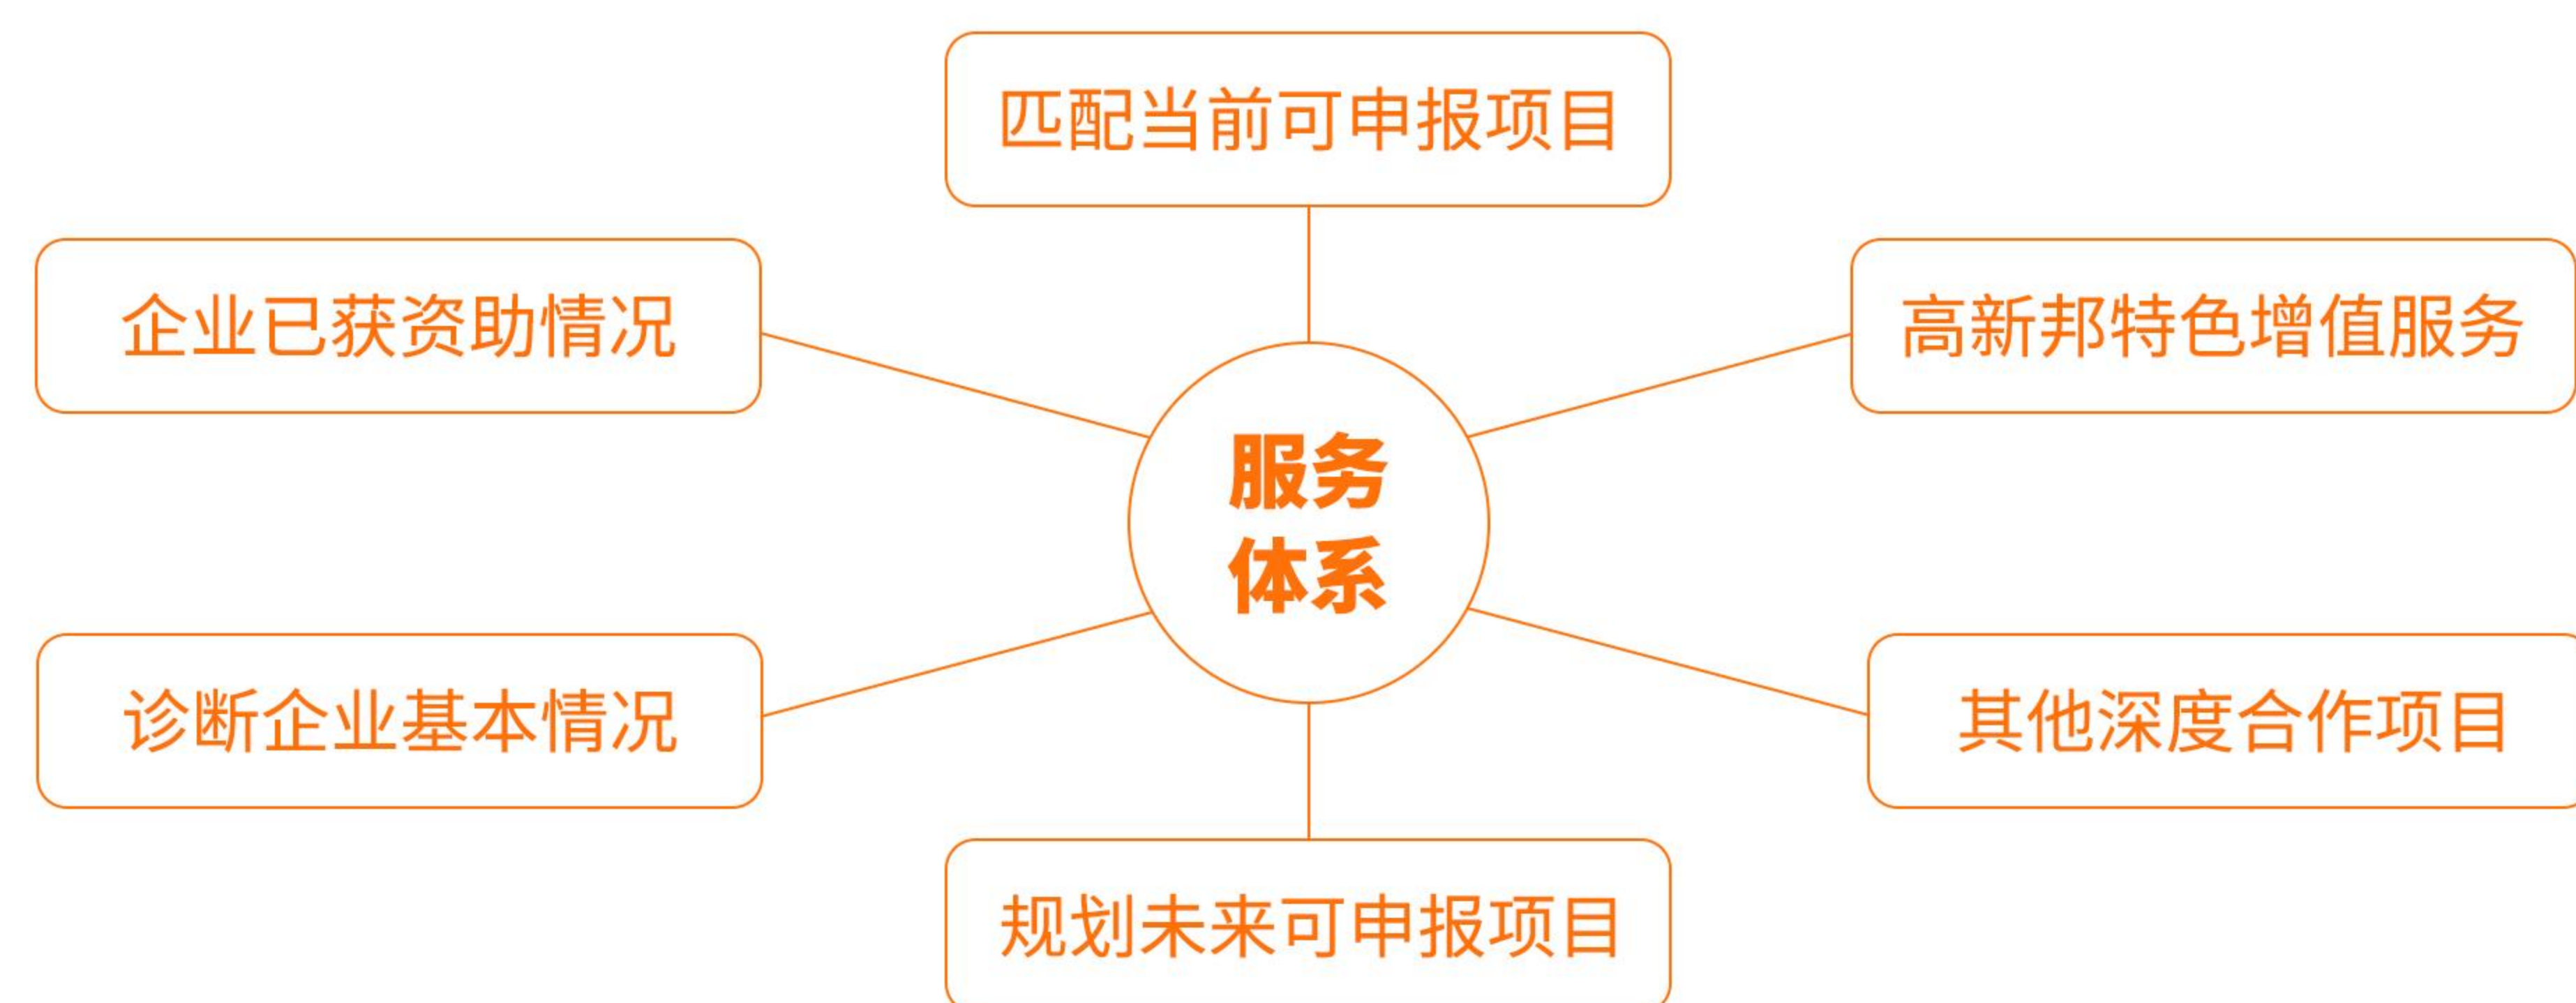 匹配当前可申报项目
企业已获资助情况
高新邦特色增值服务
服务
体系
诊断企业基本情况
其他深度合作项目
规划未来可申报项目